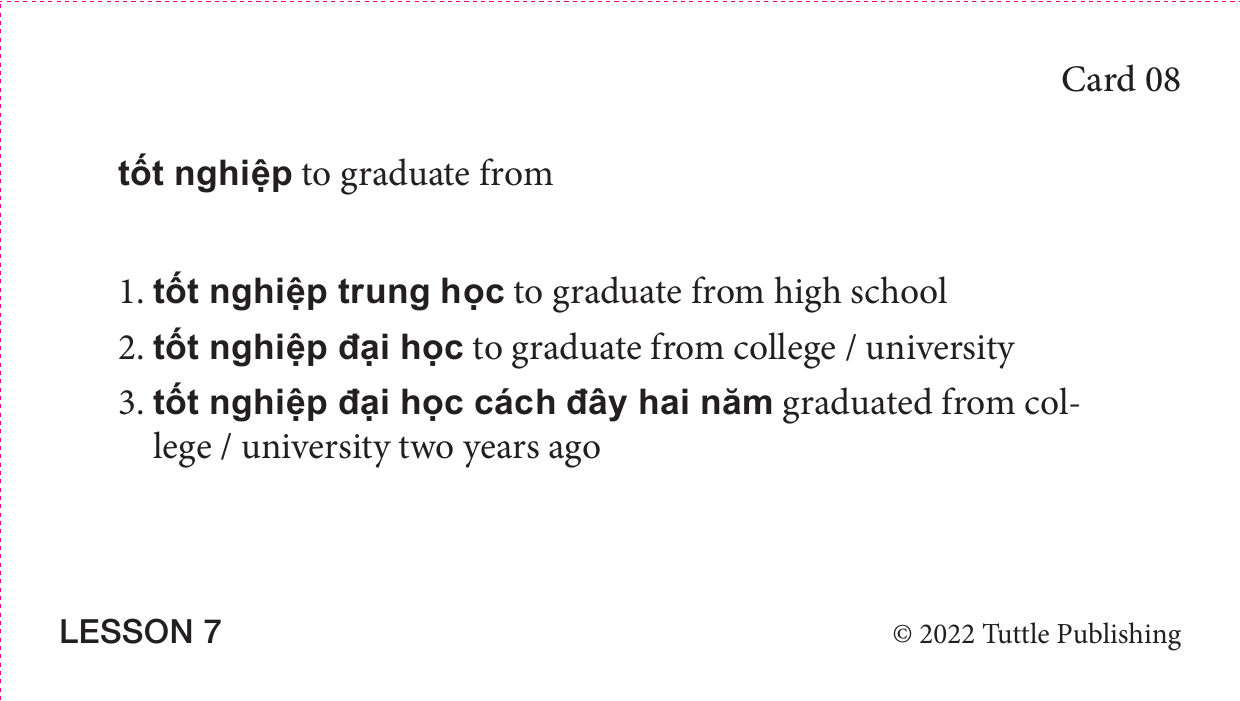 Card 08
tốt nghiệp to graduate from
1. tốt nghiệp trung học to graduate from high school
2. tốt nghiệp đại học to graduate from college / university
3. tốt nghiệp đại học cách đây hai năm graduated from col-
lege / university two years ago
LESSON 7
© 2022 Tuttle Publishing